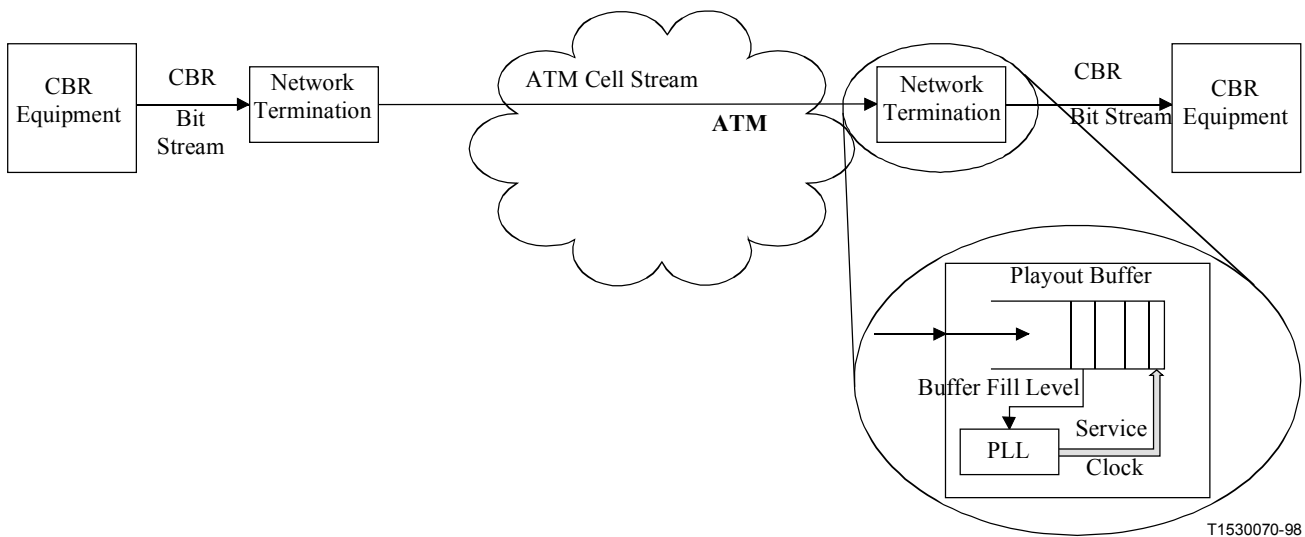 CBR
Equipment
CBR
Bit
Stream
Network
Termination
ATM Cell Stream
ATM
Network
Termination
CBR
Bit Stream
CBR
Equipment
Playout Buffer
Buffer Fill Level
PLL
Service
Clock
T1530070-98